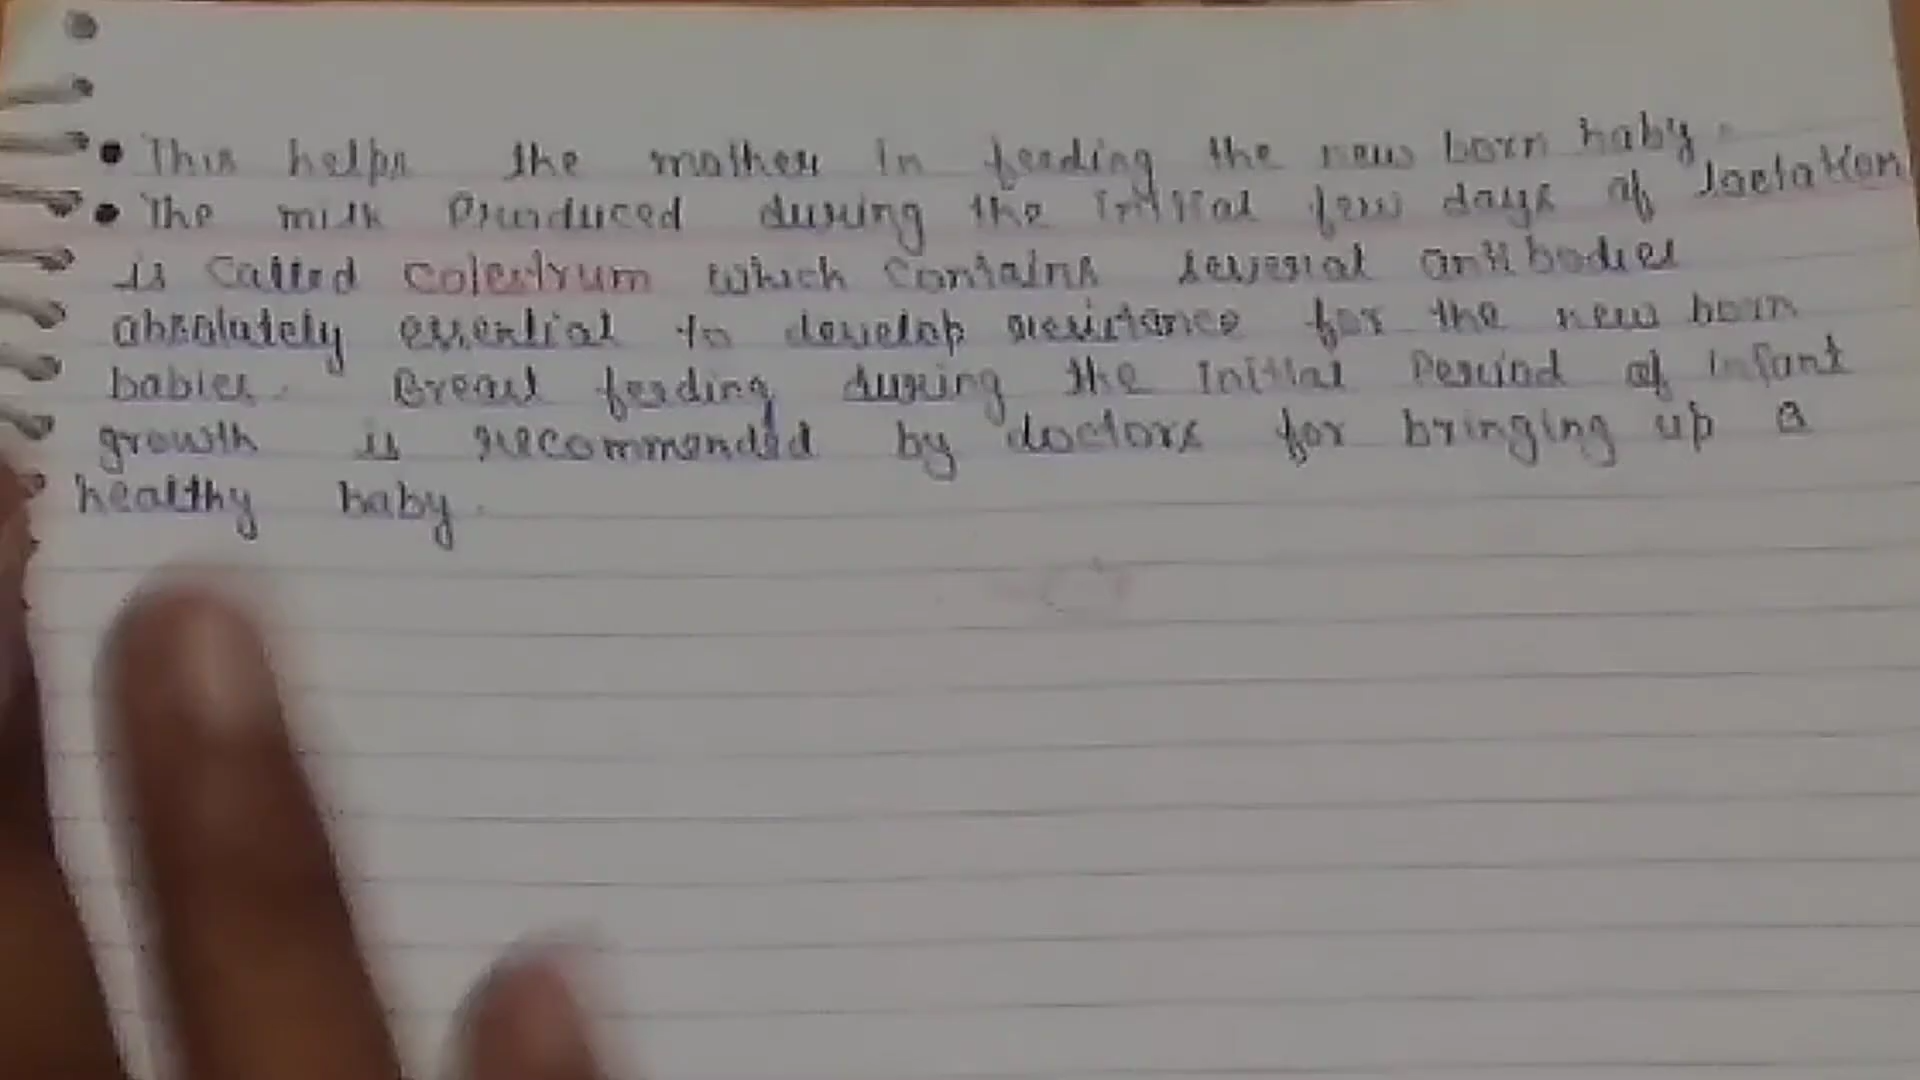 • This helps the mother in feeding the new born baby.
• The milk produced during the initial few days of lactation
is called colestrum which contains several antibodies
absolutely essential to develop resistance for the new born
babies. Breast feeding during the initial period of infant
growth is recommended by doctors for bringing up a
healthy baby.